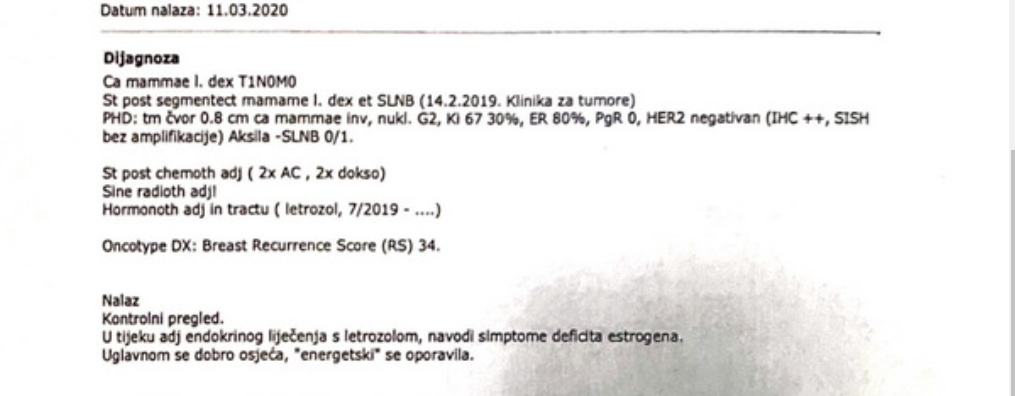 Datum nalaza: 11.03.2020
Dijagnoza
Ca mammae l. dex T1N0M0
St post segmentect mamame l. dex et SLNB (14.2.2019. Klinika za tumore)
PHD: tm čvor 0.8 cm ca mammae inv, nukl. G2, Ki 67 30%, ER 80%, PgR 0, HER2 negativan (IHC ++, SISH
bez amplifikacije) Aksila -SLNB 0/1.
St post chemoth adj ( 2x AC , 2x dokso)
Sine radioth adj!
Hormonoth adj in tractu ( letrozol, 7/2019 - ....)
Oncotype DX: Breast Recurrence Score (RS) 34.
Nalaz
Kontrolni pregled.
U tijeku adj endokrinog liječenja s letrozolom, navodi simptome deficita estrogena.
Uglavnom se dobro osjeća, "energetski" se oporavila.